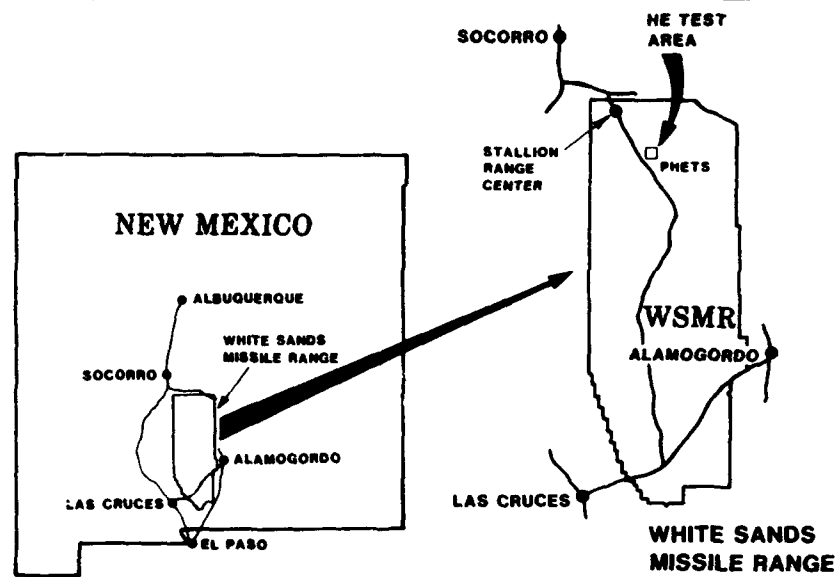 NEW MEXICO
ALBUQUERQUE
WHITE SANDS
MISSILE RANGE
SOCORRO
ALAMOGORDO
LAS CRUCES
EL PASO
HE TEST
AREA
SOCORRO
STALLION
RANGE
CENTER
PHETS
WSMR
ALAMOGORDO
LAS CRUCES
WHITE SANDS
MISSILE RANGE